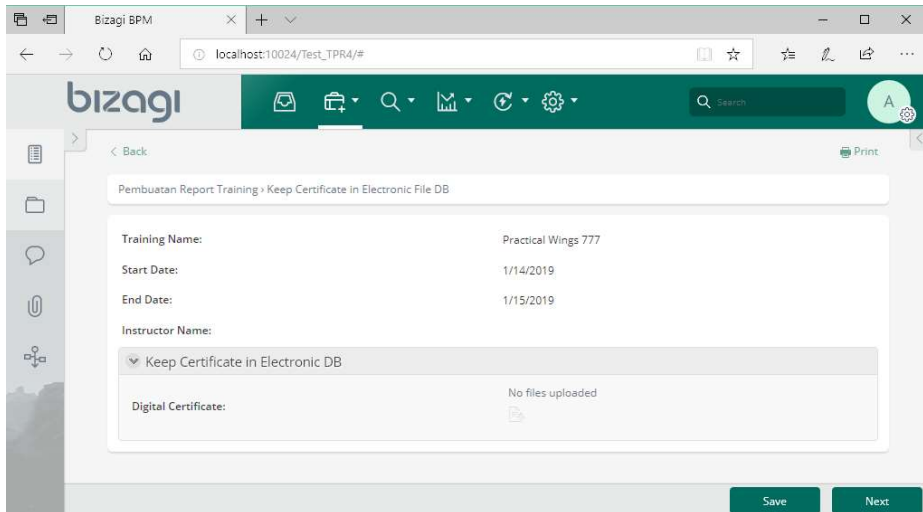 Bizagi BPM
localhost:10024/Test_TPR4/#
bizagi
Search
A
Back
Print
Pembuatan Report Training › Keep Certificate in Electronic File DB
Training Name: Practical Wings 777
Start Date: 1/14/2019
End Date: 1/15/2019
Instructor Name:
Keep Certificate in Electronic DB
Digital Certificate: No files uploaded
Save Next